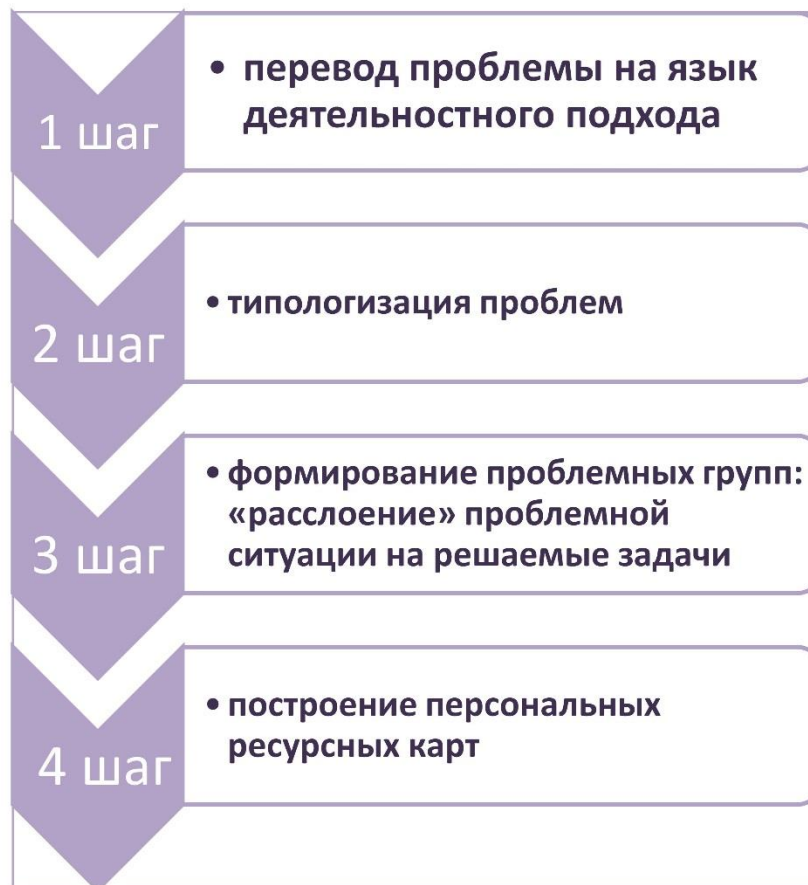 1 шаг
• перевод проблемы на язык
деятельностного подхода
2 шаг
• типологизация проблем
3 шаг
• формирование проблемных групп:
«расслоение» проблемной
ситуации на решаемые задачи
4 шаг
• построение персональных
ресурсных карт